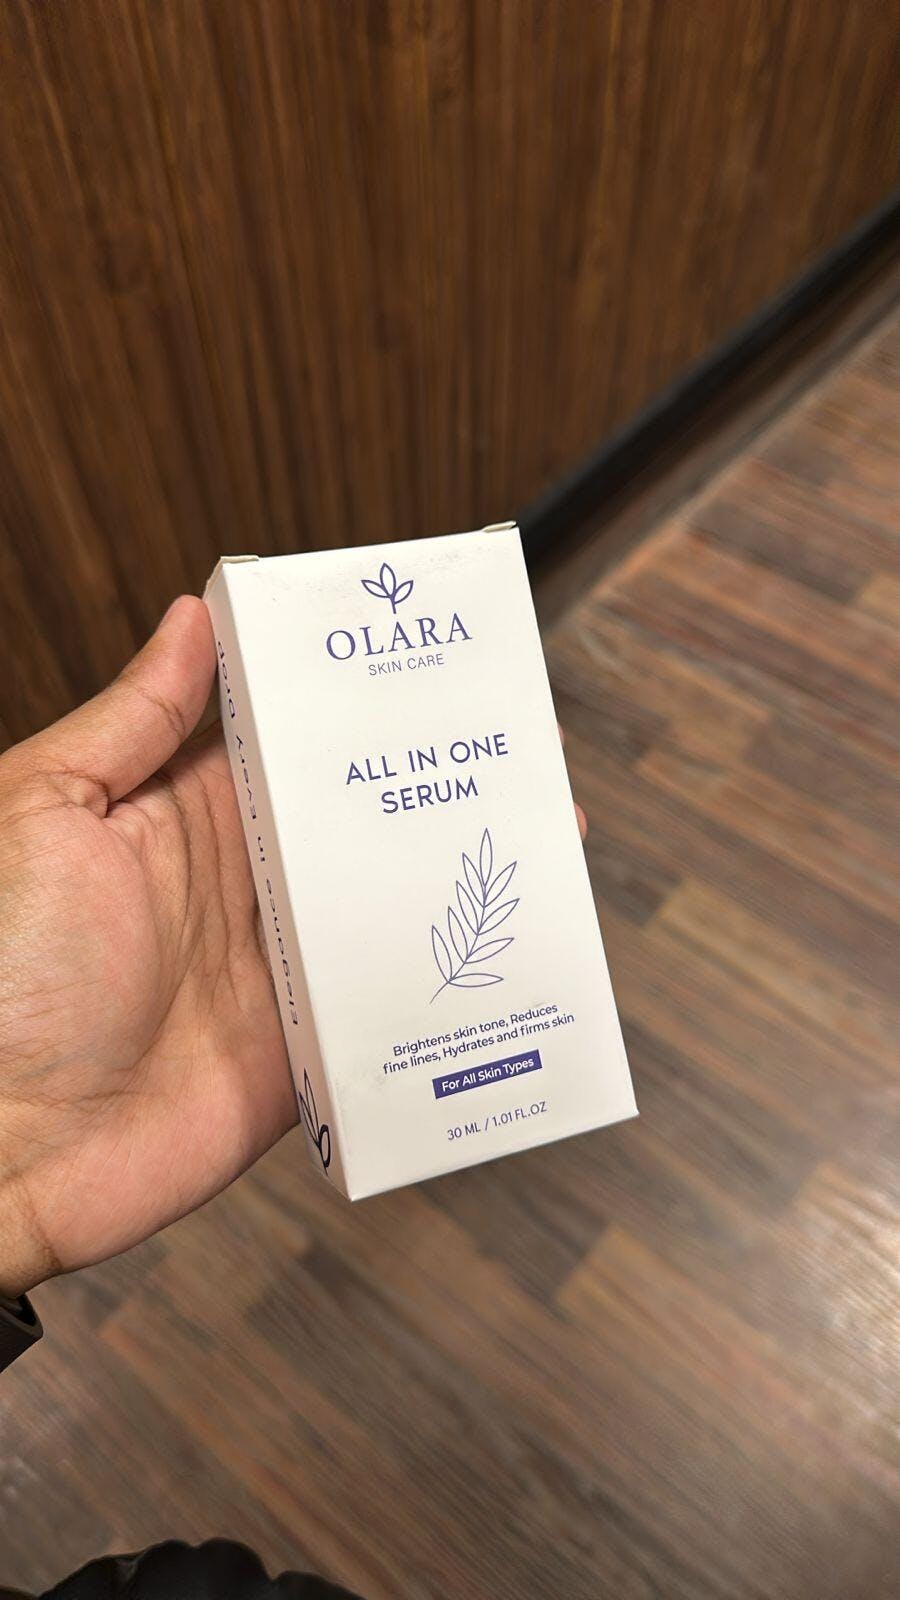 OLARA
SKIN CARE
ALL IN ONE
SERUM
Brightens skin tone, Reduces
fine lines, Hydrates and firms skin
For All Skin Types
30 ML / 1.01 FL.OZ
Elegance in every drop